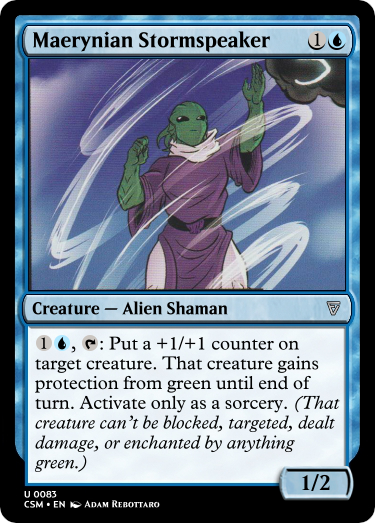 Maerynian Stormspeaker 1
Creature — Alien Shaman
1, : Put a +1/+1 counter on
target creature. That creature gains
protection from green until end of
turn. Activate only as a sorcery. (That
creature can't be blocked, targeted, dealt
damage, or enchanted by anything
green.)
1/2
U 0083
CSM • EN Adam Rebottaro